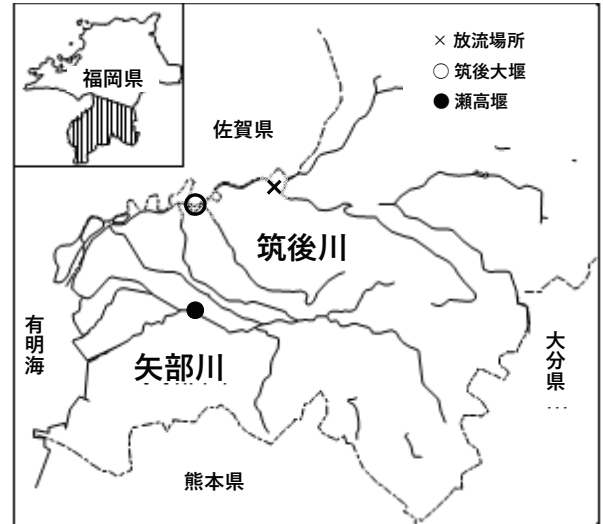 福岡県
× 放流場所
○ 筑後大堰
● 瀬高堰
佐賀県
筑後川
有明海
矢部川
大分県
熊本県